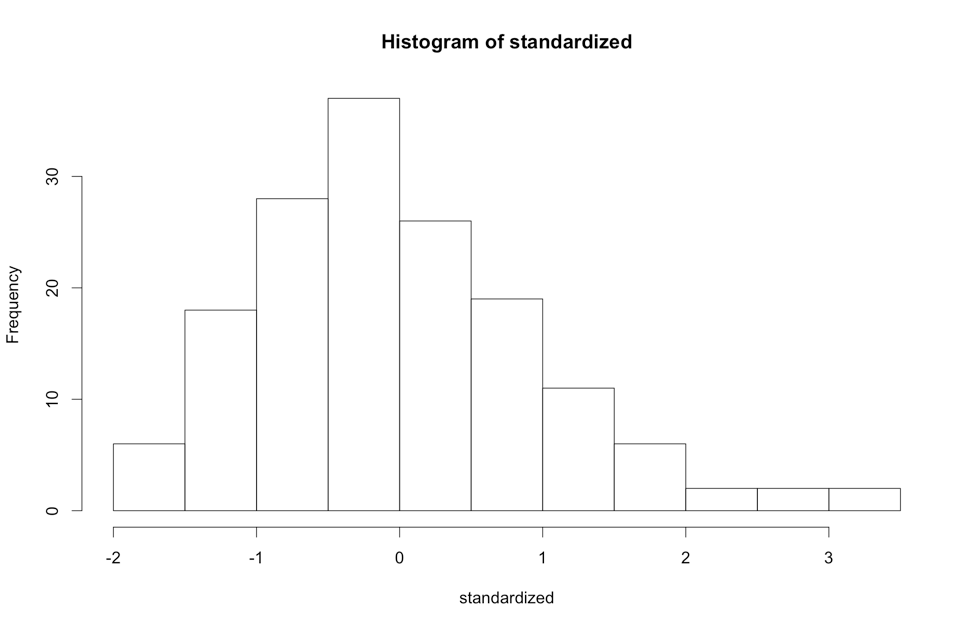 Histogram of standardized
Frequency
30
20
10
0
-2 -1 0 1 2 3
standardized